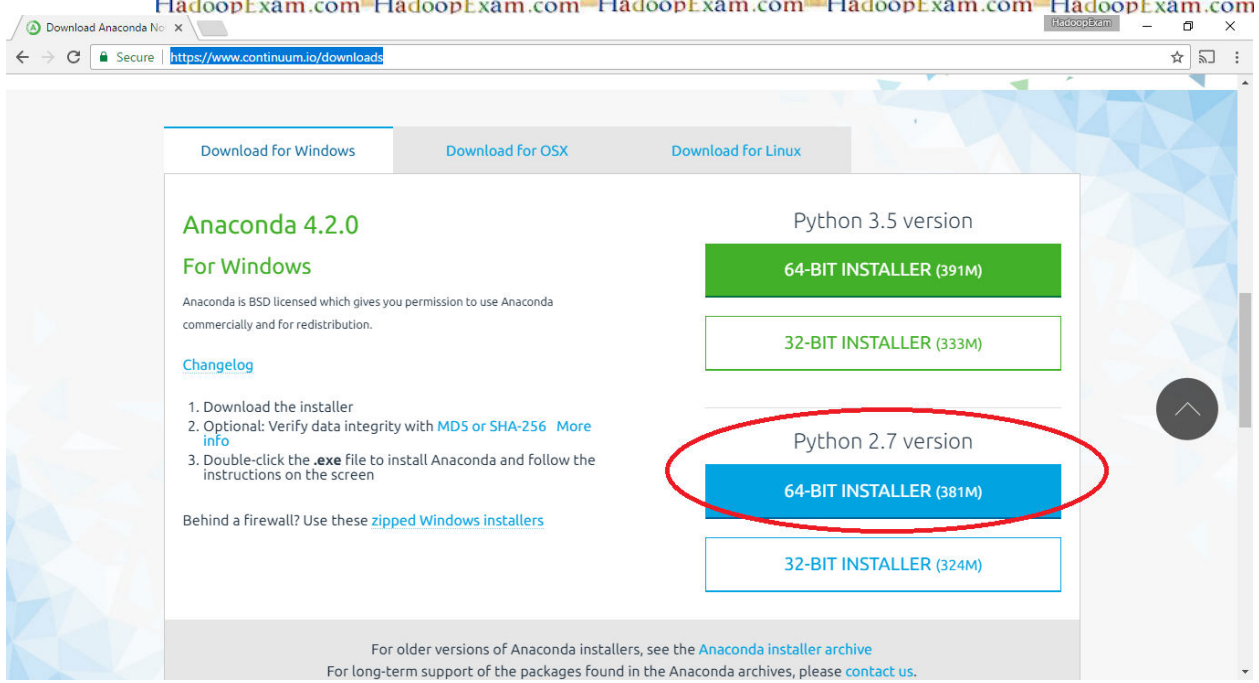 HadoopExam.com HadoopExam.com HadoopExam.com HadoopExam.com HadoopExam.com
Download Anaconda No
HadoopExam
Secure https://www.continuum.io/downloads
Download for Windows Download for OSX Download for Linux
Anaconda 4.2.0
For Windows
Anaconda is BSD licensed which gives you permission to use Anaconda
commercially and for redistribution.
Changelog
1. Download the installer
2. Optional: Verify data integrity with MD5 or SHA-256 More
info
3. Double-click the .exe file to install Anaconda and follow the
instructions on the screen
Behind a firewall? Use these zipped Windows installers
Python 3.5 version
64-BIT INSTALLER (391M)
32-BIT INSTALLER (333M)
Python 2.7 version
64-BIT INSTALLER (381M)
32-BIT INSTALLER (324M)
For older versions of Anaconda installers, see the Anaconda installer archive
For long-term support of the packages found in the Anaconda archives, please contact us.